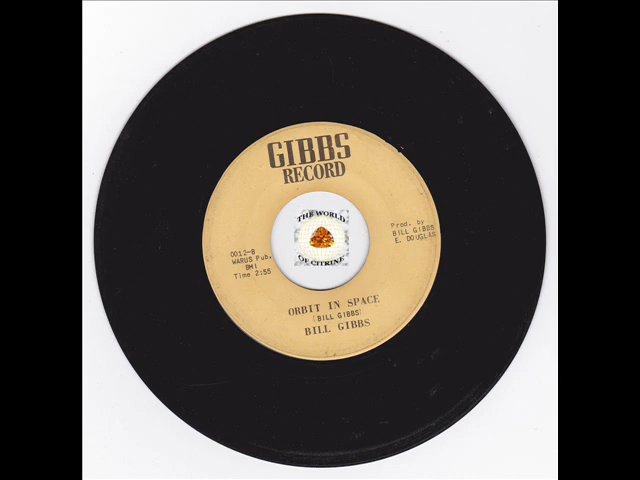 GIBBS
RECORD
THE WORLD
OF CITRINE
0012-B
WARUS Pub.
BMI
Time 2:55
Prod. by
BILL GIBBS
E. DOUGLAS
ORBIT IN SPACE
(BILL GIBBS)
BILL GIBBS